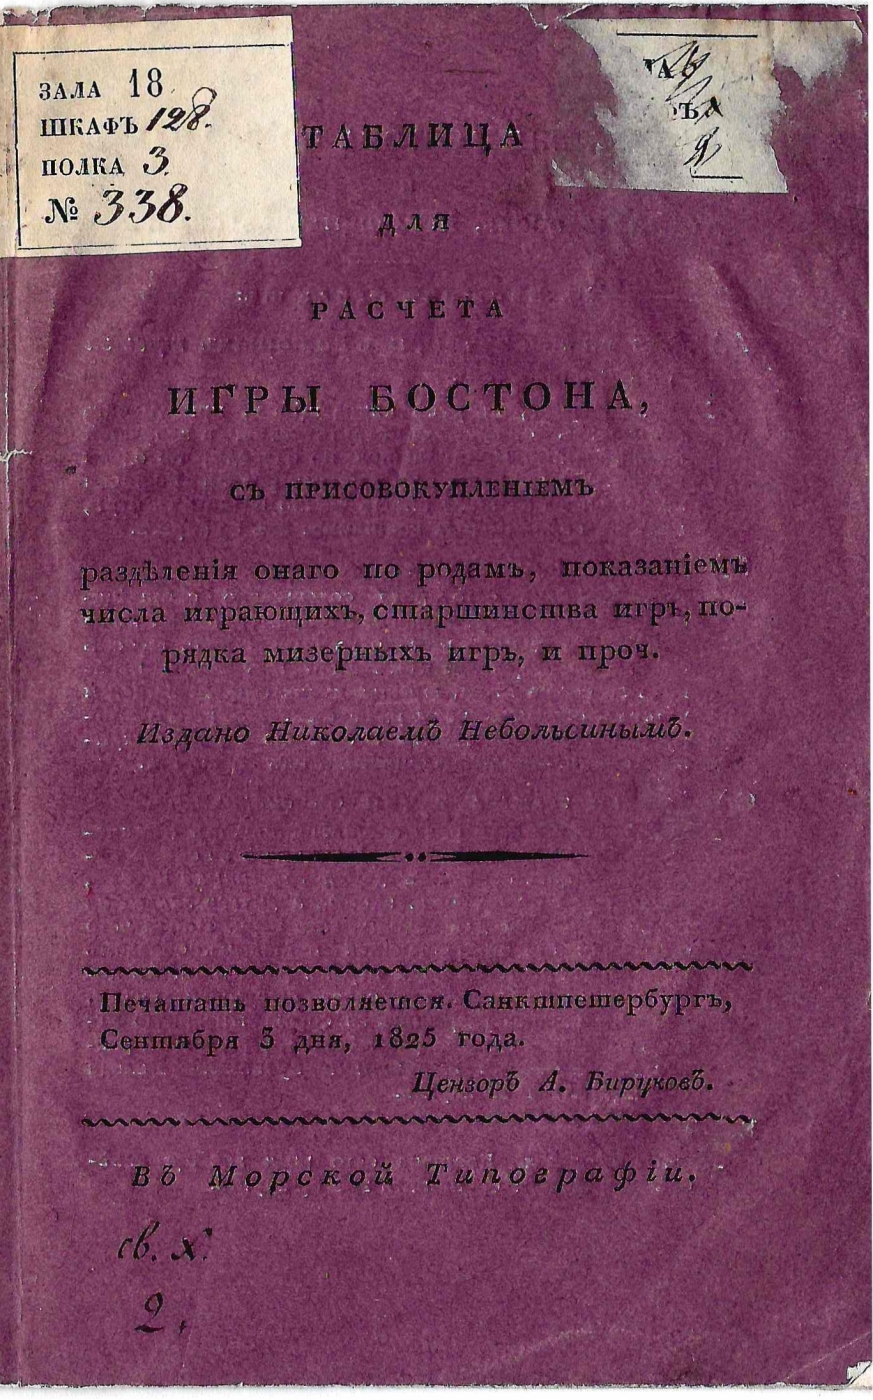 ЗАЛА 18
ШКАФЪ 128.
ПОЛКА 3.
№ 338.
ТАБЛИЦА
ДЛЯ
РАСЧЕТА
ИГРЫ БОСТОНА,
СЪ ПРИСОВОКУПЛЕНІЕМЪ
раздѣленія онаго по родамъ, показаніемъ
числа играющихъ, старшинства игръ, по-
рядка мизерныхъ игръ, и проч.
Издано Николаемъ Небольсинымъ.
Печатать позволяется. Санктпетербургъ,
Сентября 3 дня, 1825 года.
Цензоръ А. Бируковъ.
Въ Морской Типографіи.
св. х.
2.